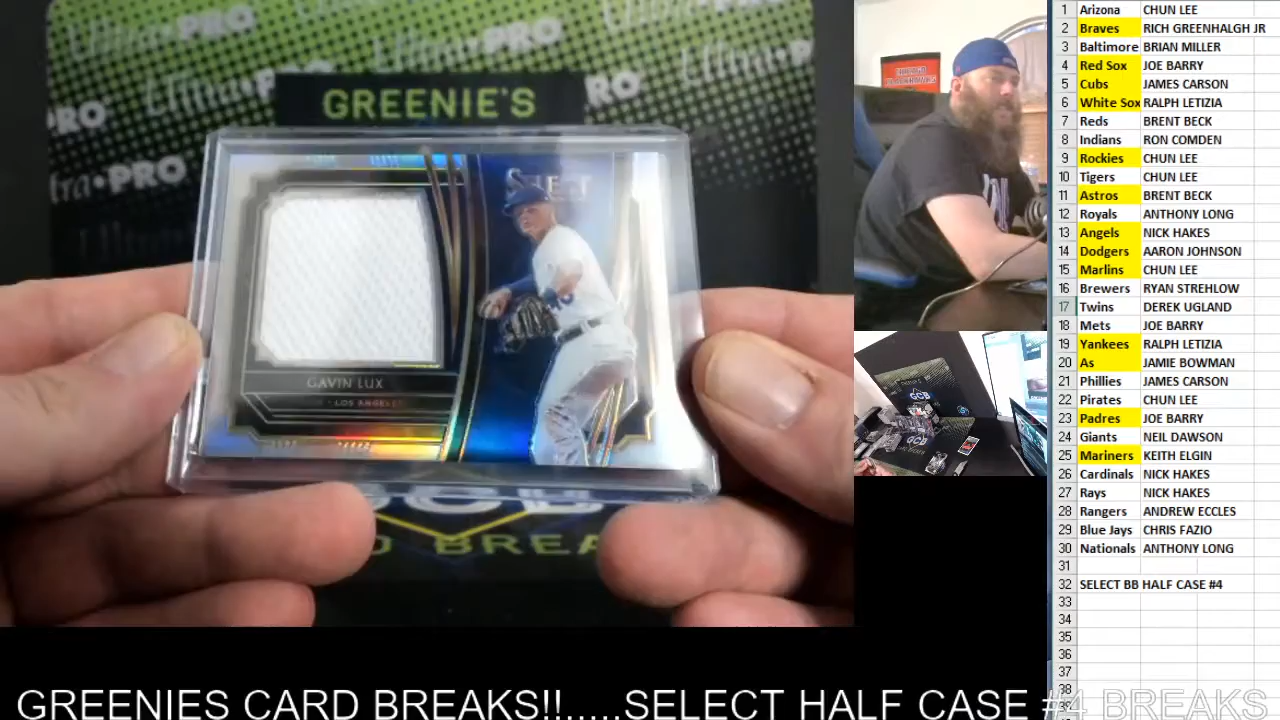 Ultra PRO
GREENIE'S
RO
PRO
tra•PRO
SELECT
GAVIN LUX
LOS ANGELES
BREA
GCB
1 Arizona CHUN LEE
2 Braves RICH GREENHALGH JR
3 Baltimore BRIAN MILLER
4 Red Sox JOE BARRY
5 Cubs JAMES CARSON
6 White Sox RALPH LETIZIA
7 Reds BRENT BECK
8 Indians RON COMDEN
9 Rockies CHUN LEE
10 Tigers CHUN LEE
11 Astros BRENT BECK
12 Royals ANTHONY LONG
13 Angels NICK HAKES
14 Dodgers AARON JOHNSON
15 Marlins CHUN LEE
16 Brewers RYAN STREHLOW
17 Twins DEREK UGLAND
18 Mets JOE BARRY
19 Yankees RALPH LETIZIA
20 As JAMIE BOWMAN
21 Phillies JAMES CARSON
22 Pirates CHUN LEE
23 Padres JOE BARRY
24 Giants NEIL DAWSON
25 Mariners KEITH ELGIN
26 Cardinals NICK HAKES
27 Rays NICK HAKES
28 Rangers ANDREW ECCLES
29 Blue Jays CHRIS FAZIO
30 Nationals ANTHONY LONG
31
32 SELECT BB HALF CASE #4
33
34
35
36
37
38
39
GREENIES CARD BREAKS!!.....SELECT HALF CASE #4 BREAKS